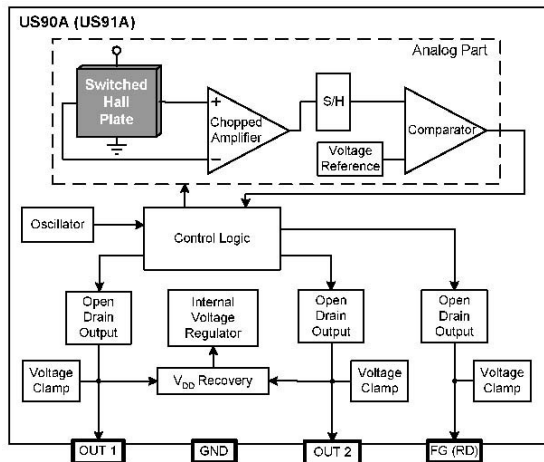 US90A (US91A)
Analog Part
Switched
Hall
Plate
+
−
Chopped
Amplifier
S/H
Voltage
Reference
Comparator
Oscillator
Control Logic
Open
Drain
Output
Internal
Voltage
Regulator
Open
Drain
Output
Open
Drain
Output
Voltage
Clamp
VDD Recovery
Voltage
Clamp
Voltage
Clamp
OUT 1
GND
OUT 2
FG (RD)